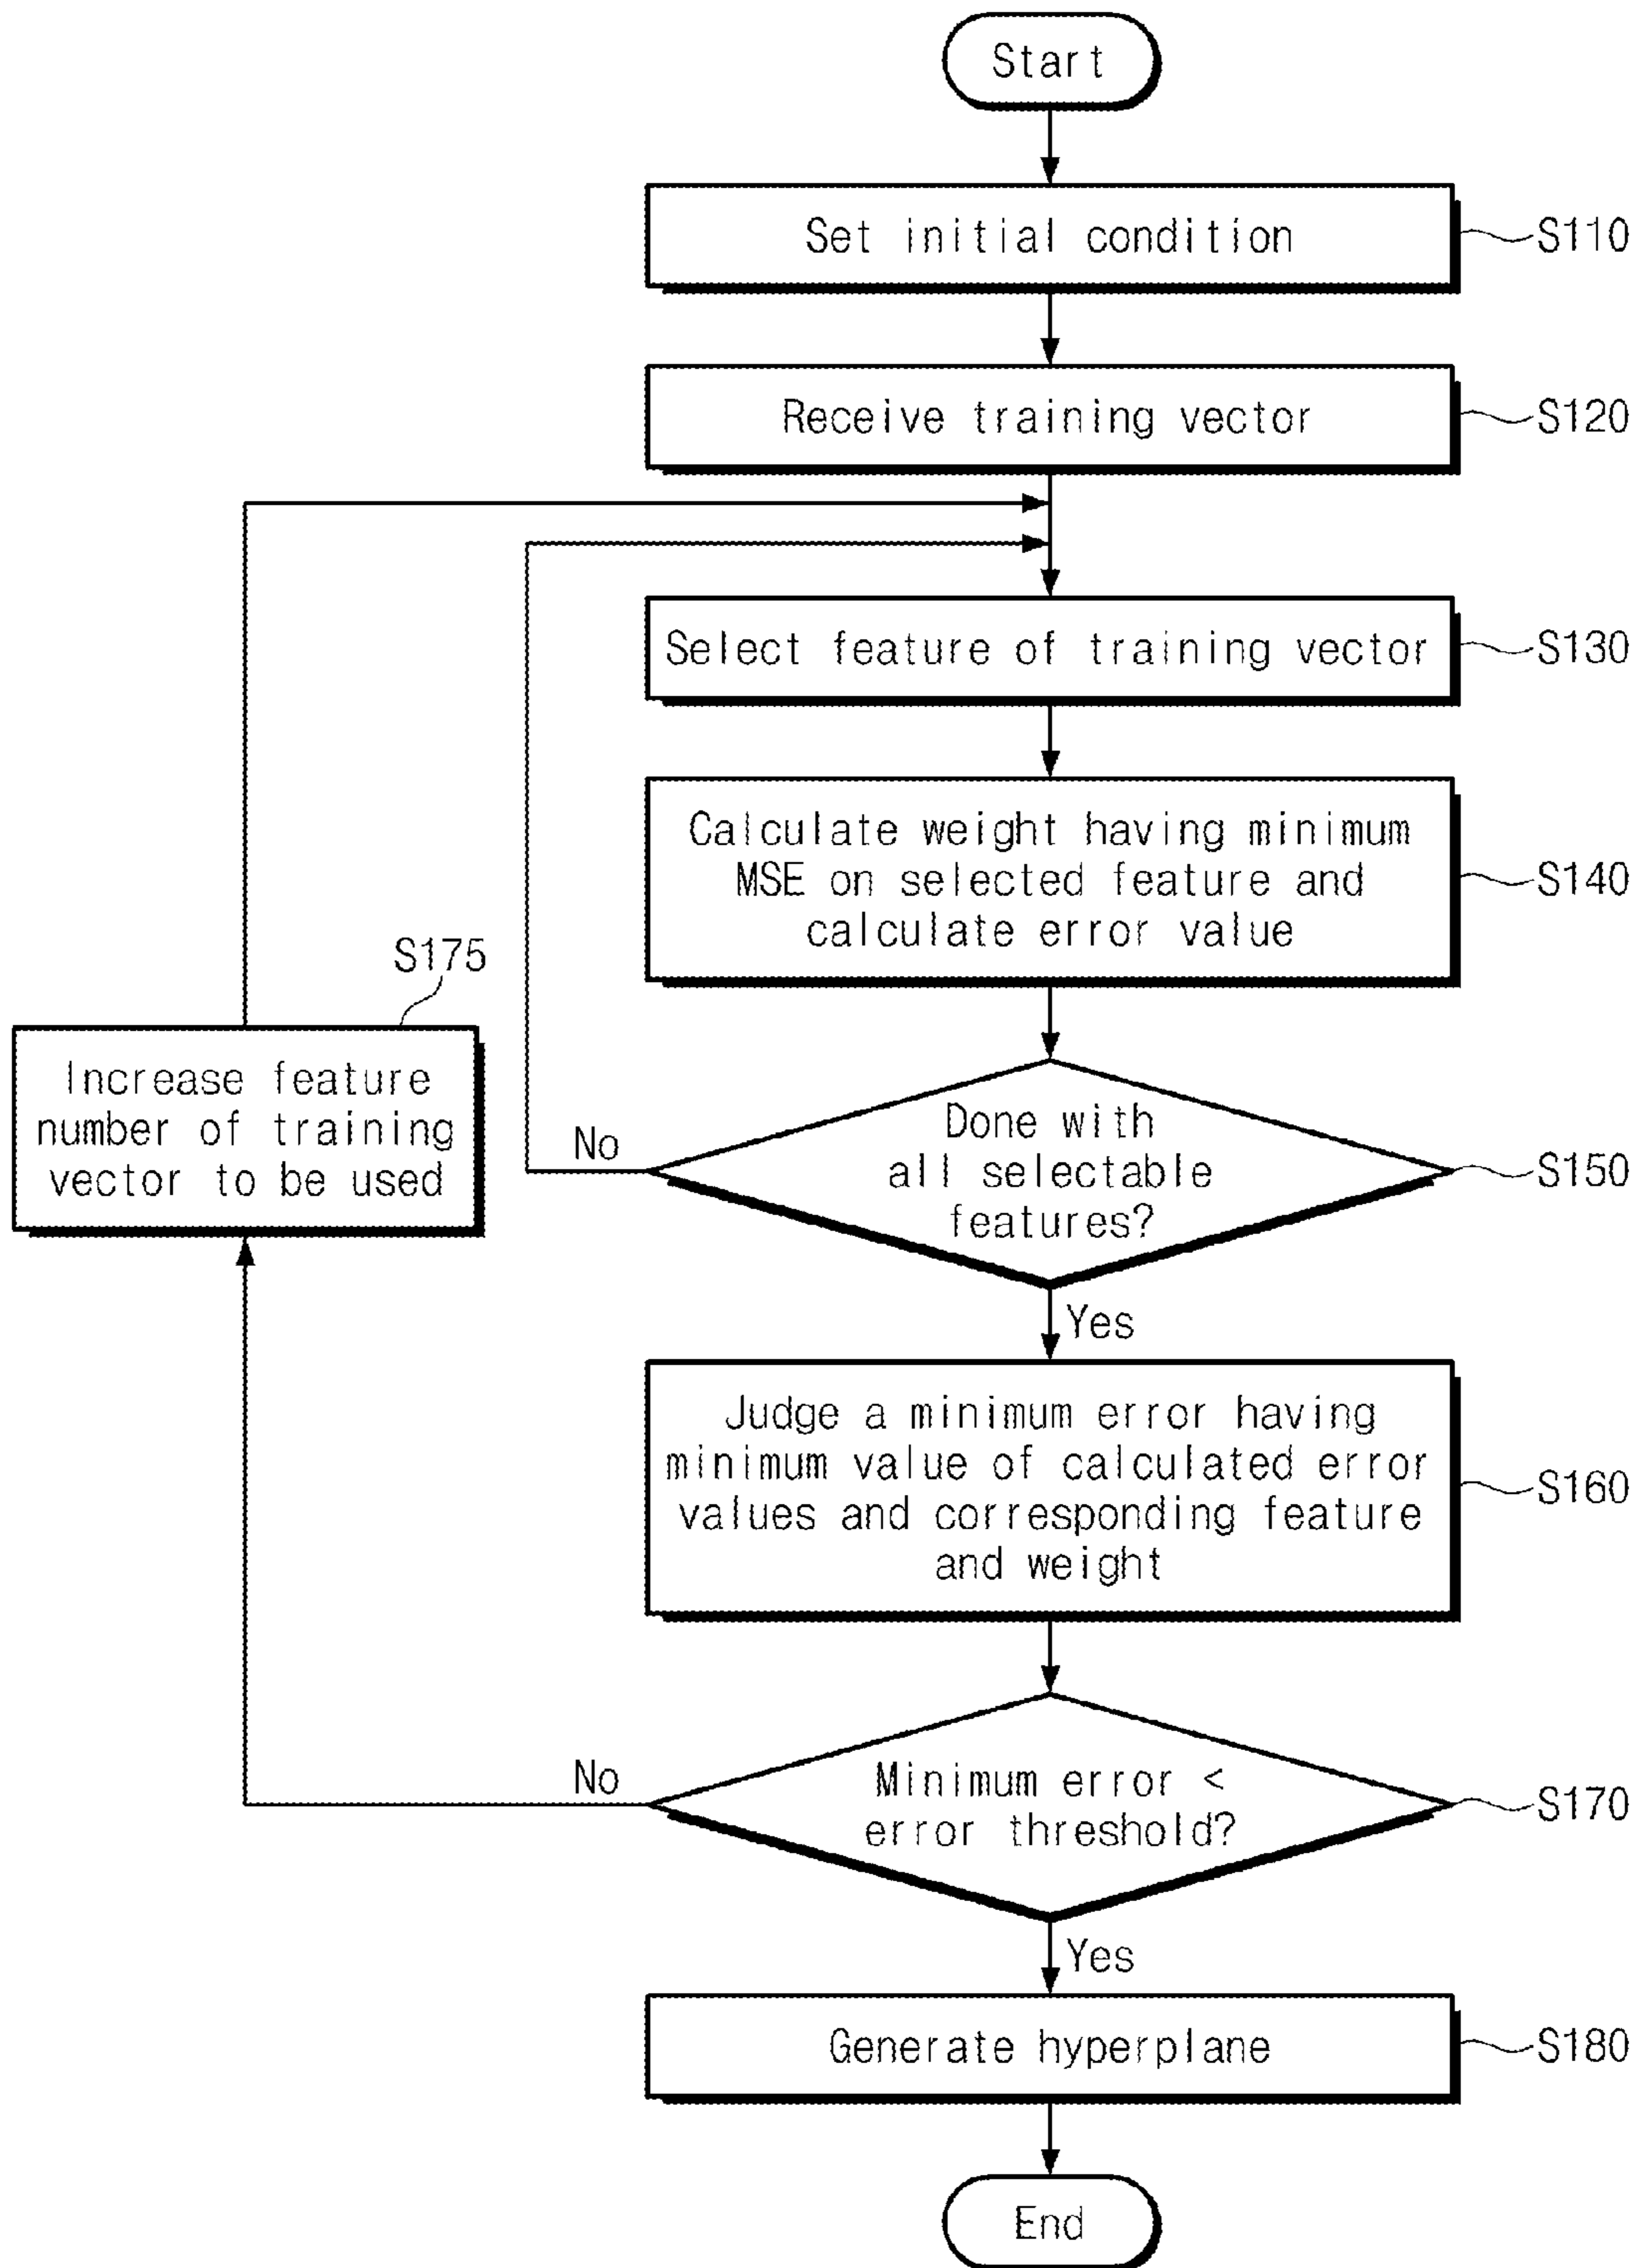 Start
Set initial condition
S110
Receive training vector
S120
Select feature of training vector
S130
Calculate weight having minimum
MSE on selected feature and
calculate error value
S140
S175
Increase feature
number of training
vector to be used
No
Done with
all selectable
features?
S150
Yes
Judge a minimum error having
minimum value of calculated error
values and corresponding feature
and weight
S160
No
Minimum error <
error threshold?
S170
Yes
Generate hyperplane
S180
End